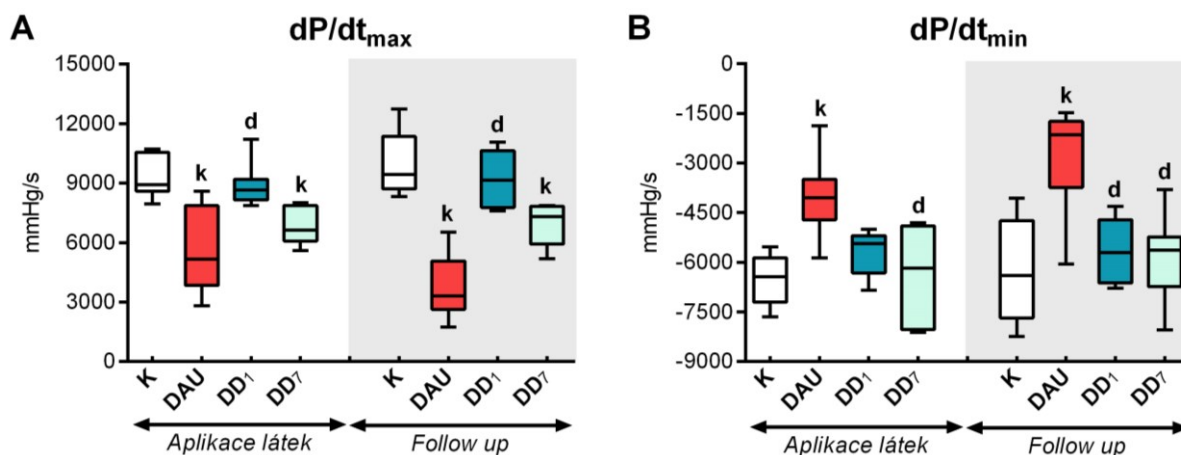 A
dP/dtmax
mmHg/s
15000
12000
9000
6000
3000
0
k
d
k
k
d
k
K
DAU
DD1
DD7
K
DAU
DD1
DD7
Aplikace látek
Follow up
B
dP/dtmin
mmHg/s
0
-1500
-3000
-4500
-6000
-7500
-9000
k
d
k
d
d
K
DAU
DD1
DD7
K
DAU
DD1
DD7
Aplikace látek
Follow up